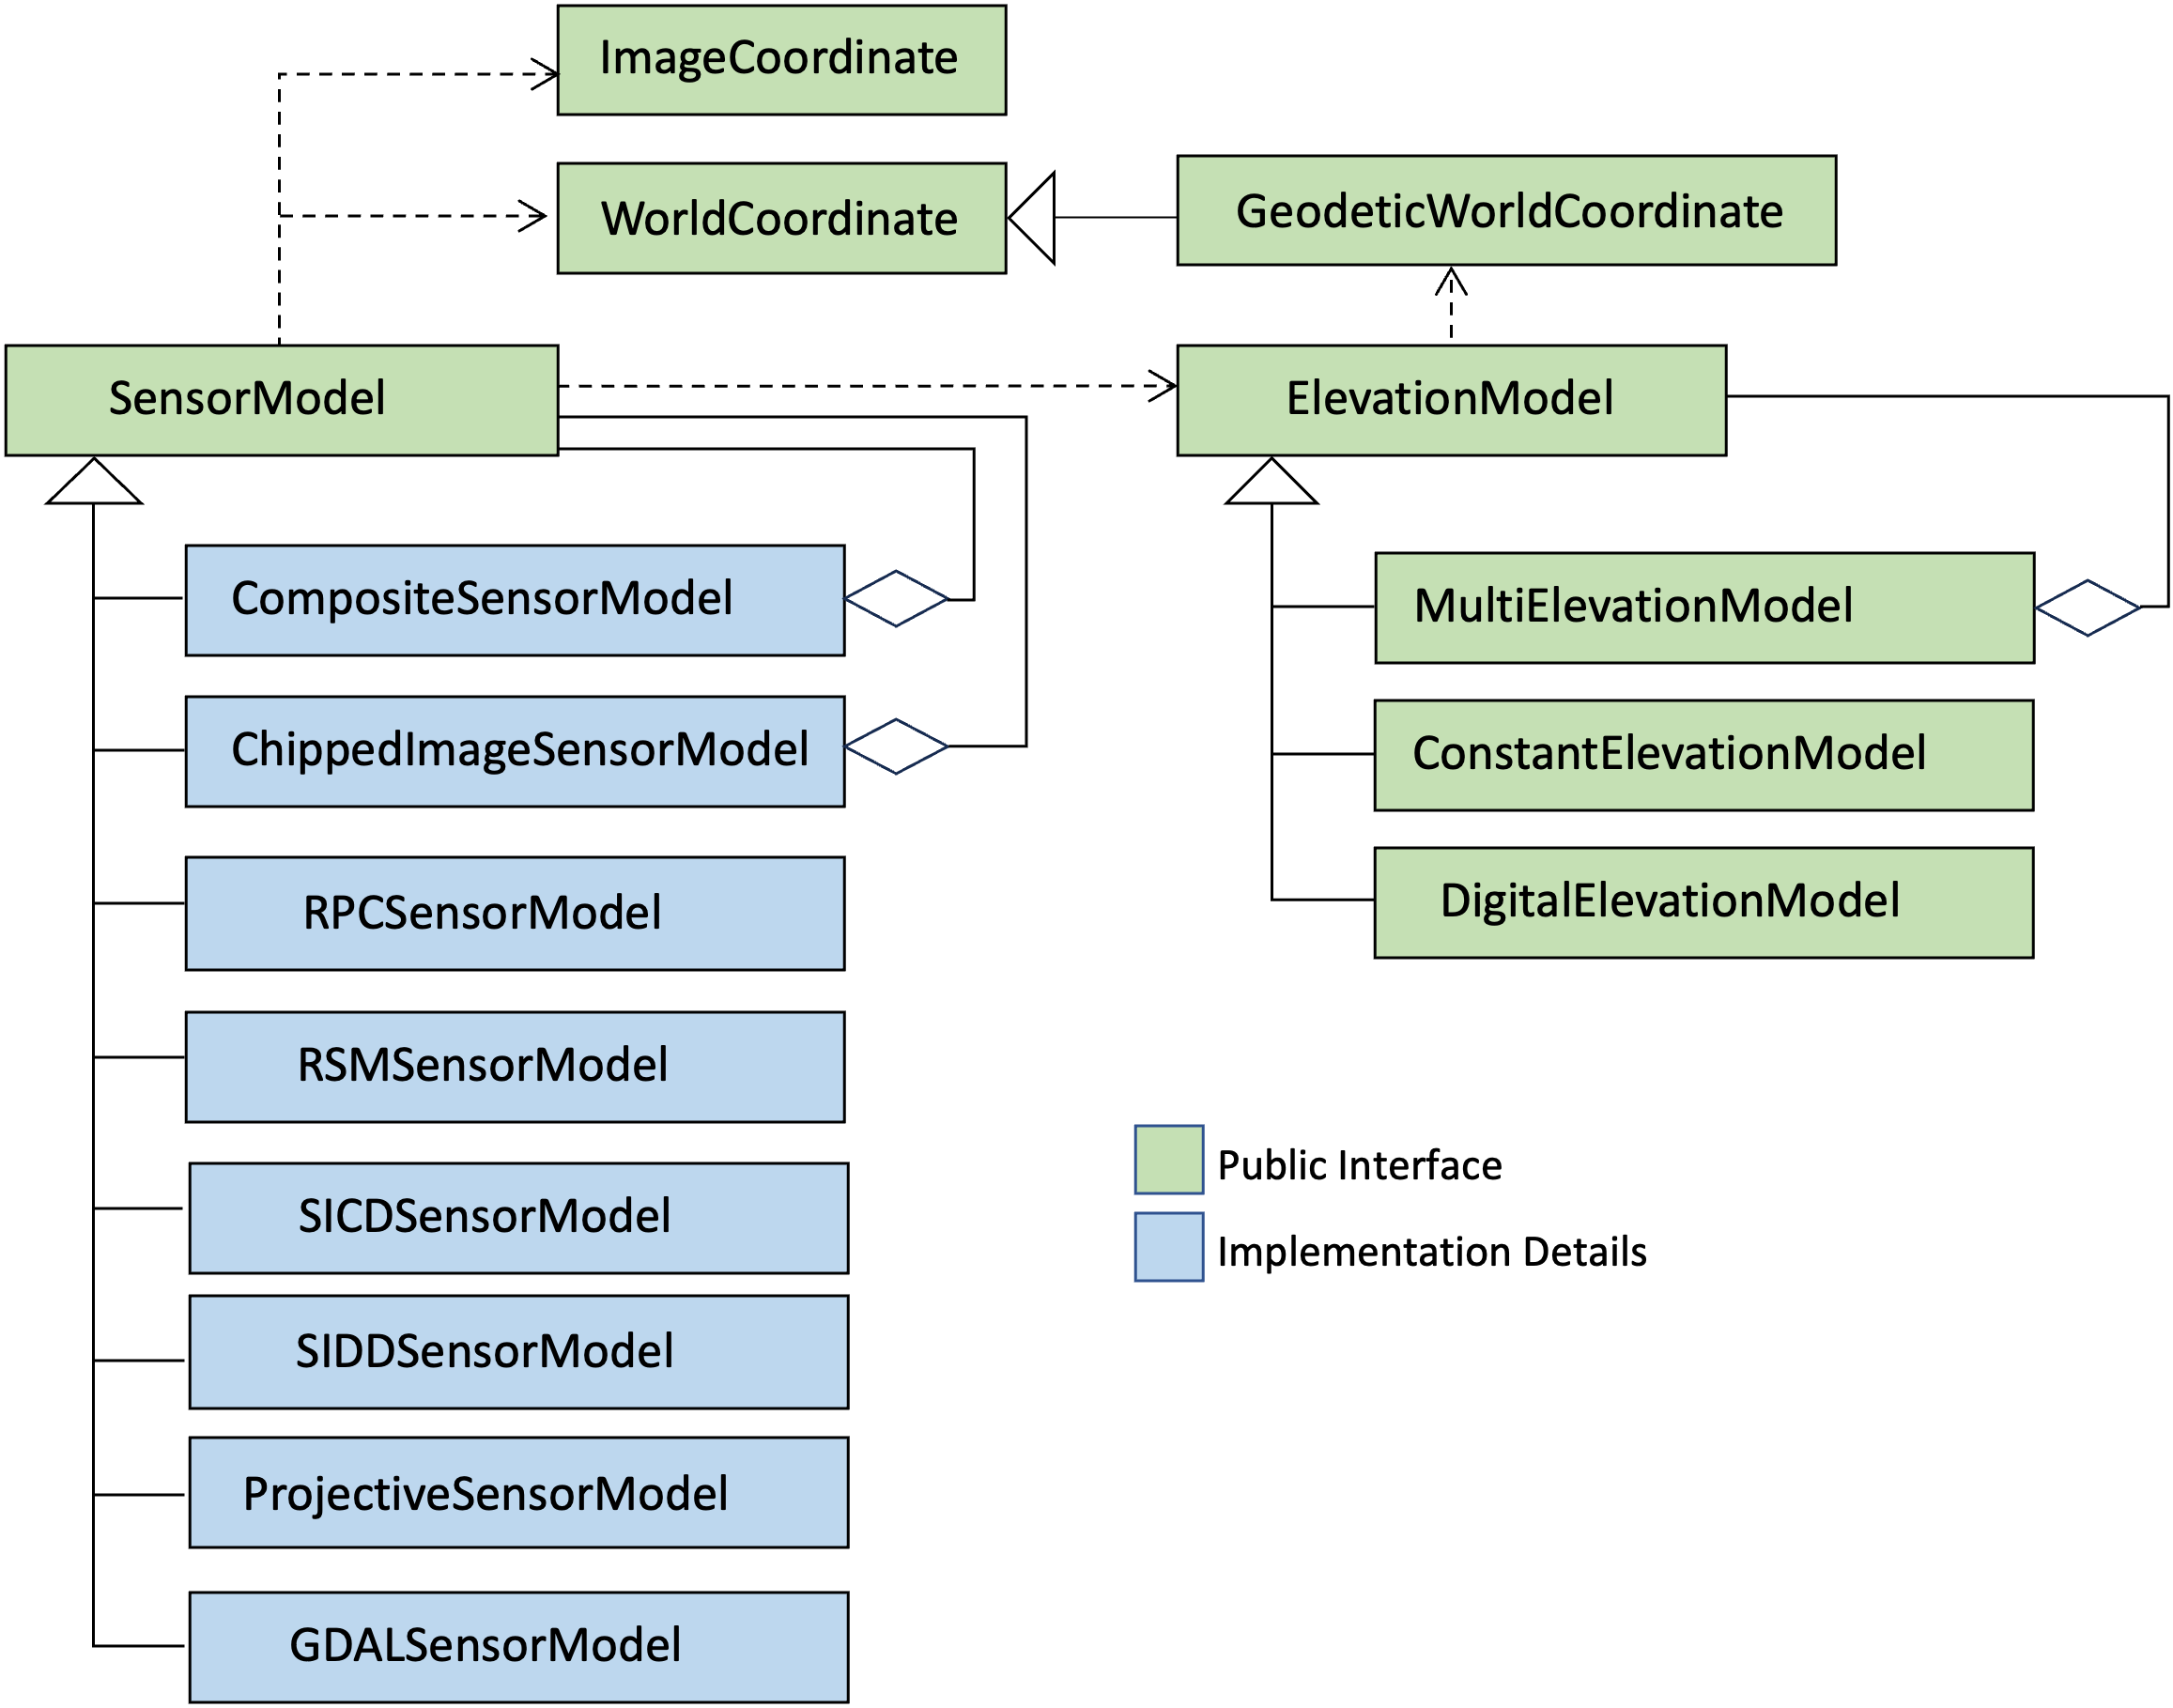 ImageCoordinate
WorldCoordinate
GeodeticWorldCoordinate
SensorModel
ElevationModel
CompositeSensorModel
MultiElevationModel
ChippedImageSensorModel
ConstantElevationModel
RPCSensorModel
DigitalElevationModel
RSMSensorModel
Public Interface
SICDSensorModel
Implementation Details
SIDDSensorModel
ProjectiveSensorModel
GDALSensorModel